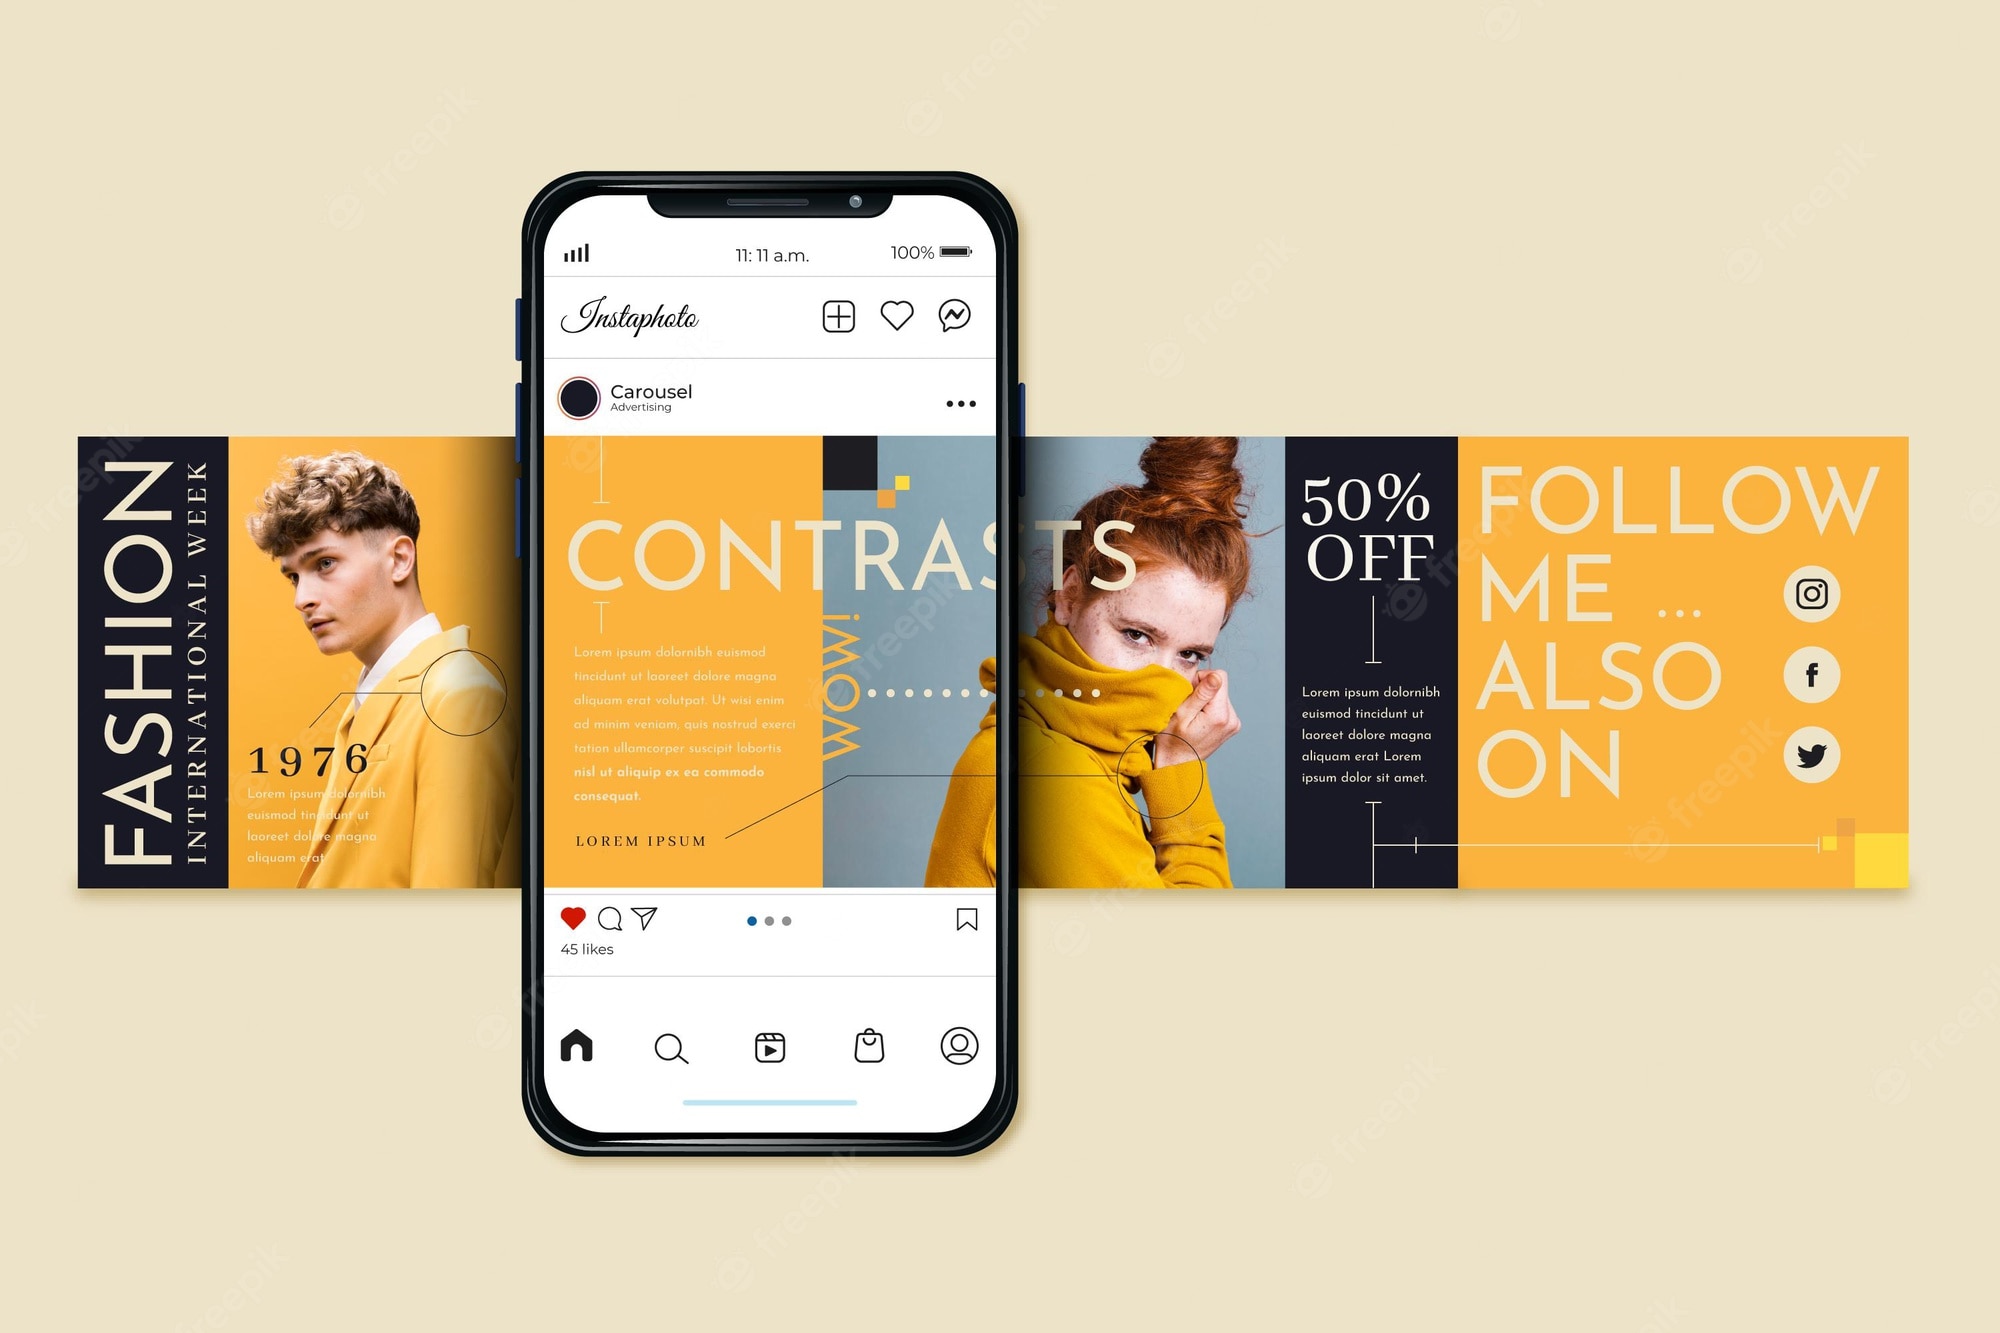 FASHION
INTERNATIONAL WEEK
1976
Lorem ipsum dolornibh
euismod tincidunt ut
laoreet dolore magna
aliquam erat
11: 11 a.m.
100%
Instaphoto
Carousel
Advertising
CONTRASTS
WOW!
Lorem ipsum dolornibh euismod
tincidunt ut laoreet dolore magna
aliquam erat volutpat. Ut wisi enim
ad minim veniam, quis nostrud exerci
tation ullamcorper suscipit lobortis
nisl ut aliquip ex ea commodo
consequat.
LOREM IPSUM
45 likes
50%
OFF
Lorem ipsum dolornibh
euismod tincidunt ut
laoreet dolore magna
aliquam erat Lorem
ipsum dolor sit amet.
FOLLOW
ME ...
ALSO
ON
f
freepik